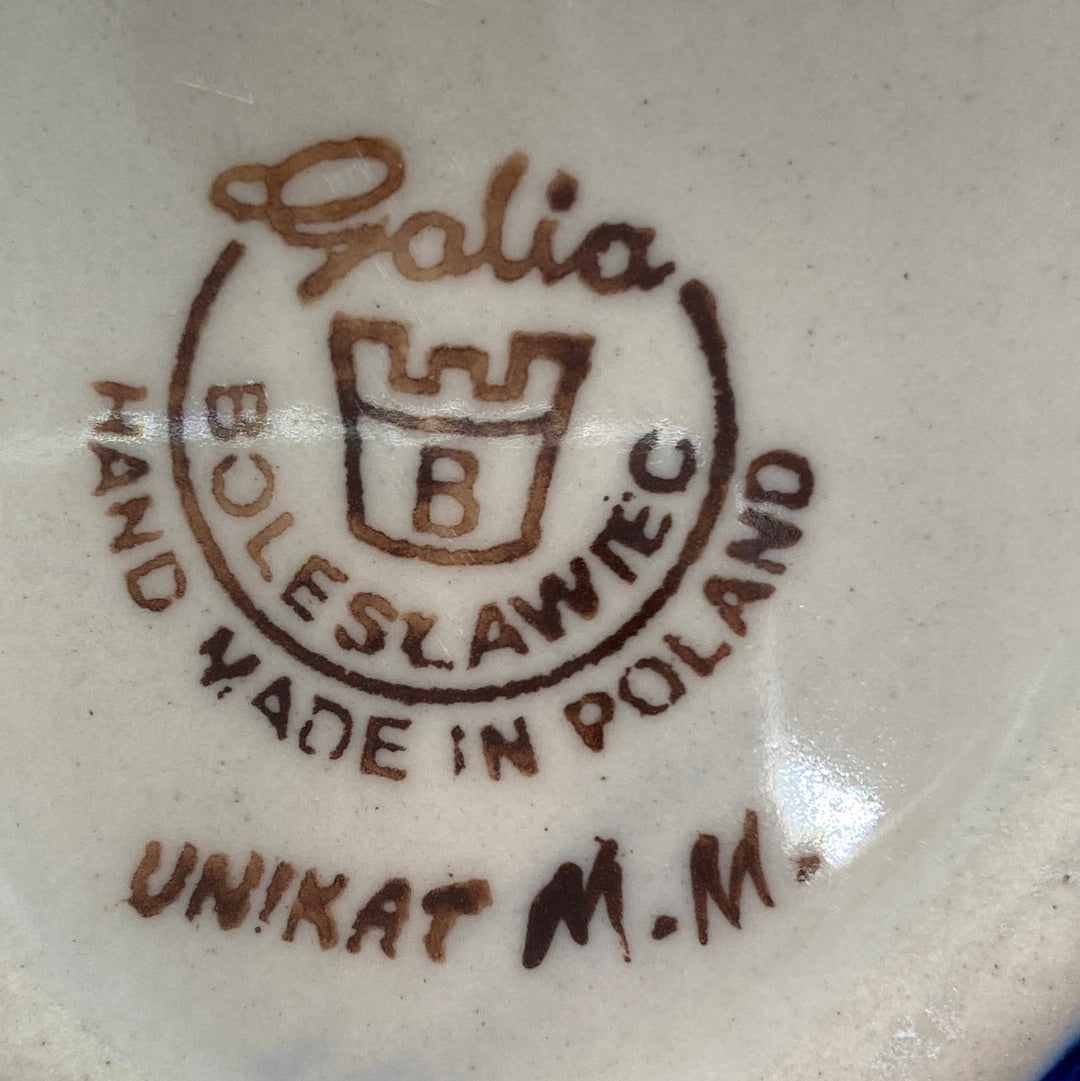 Galia
B
BOLESŁAWIEC
HAND MADE IN POLAND
UNIKAT M.M.